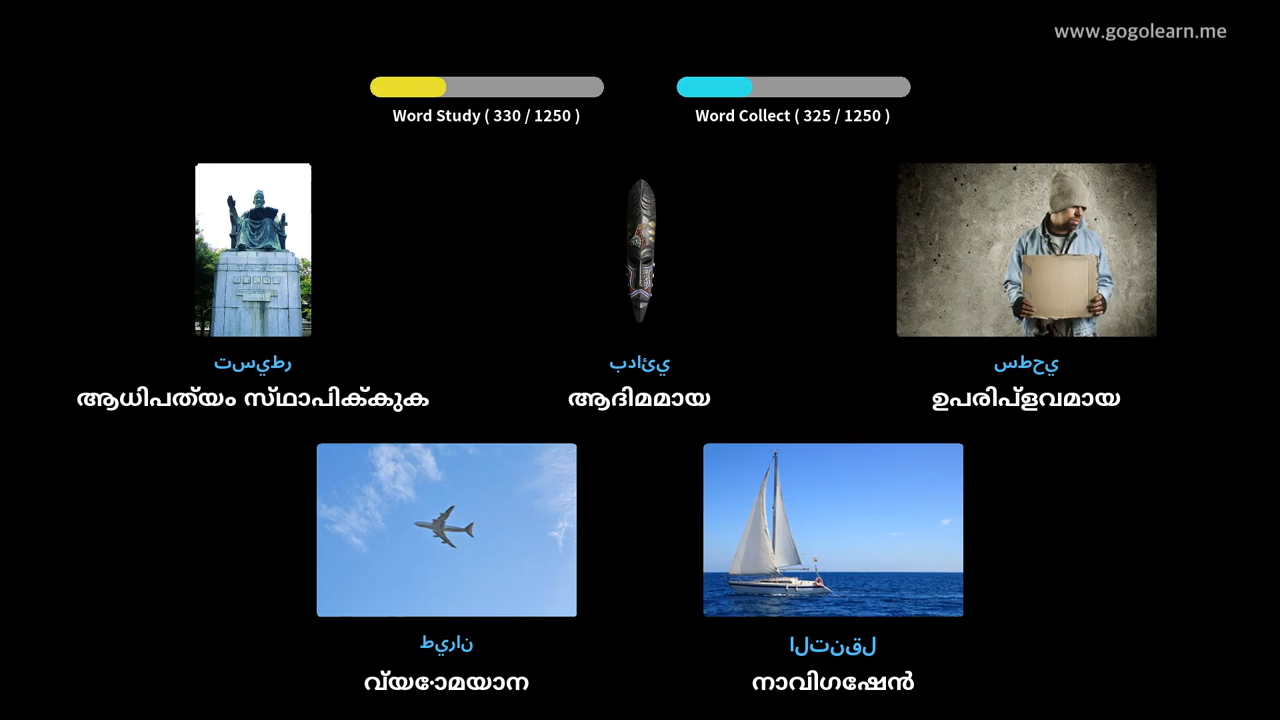 www.gogolearn.me
Word Study ( 330 / 1250 )
Word Collect ( 325 / 1250 )
تسيطر
بدائي
سطحي
ആധിപത്യം സ്ഥാപിക്കുക
ആദിമമായ
ഉപരിപ്ളവമായ
طيران
التنقل
വ്യോമയാന
നാവിഗഷേൻ